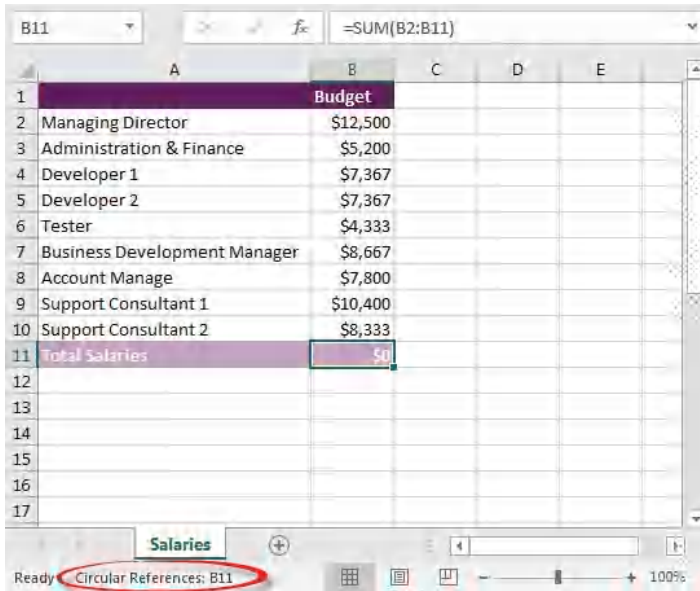 B11 fx =SUM(B2:B11)
A B C D E
1 Budget
2 Managing Director $12,500
3 Administration & Finance $5,200
4 Developer 1 $7,367
5 Developer 2 $7,367
6 Tester $4,333
7 Business Development Manager $8,667
8 Account Manage $7,800
9 Support Consultant 1 $10,400
10 Support Consultant 2 $8,333
11 Total Salaries $0
12
13
14
15
16
17
Salaries
Ready Circular References: B11 100%